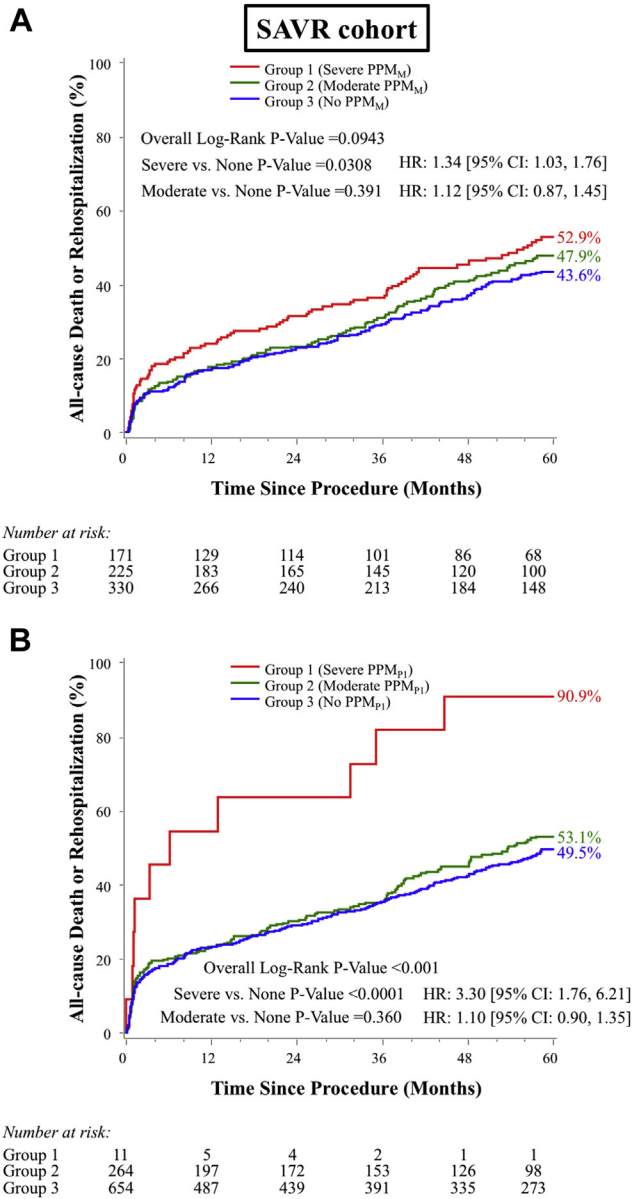 A
SAVR cohort
Group 1 (Severe PPMM)
Group 2 (Moderate PPMM)
Group 3 (No PPMM)
Overall Log-Rank P-Value =0.0943
Severe vs. None P-Value =0.0308 HR: 1.34 [95% CI: 1.03, 1.76]
Moderate vs. None P-Value =0.391 HR: 1.12 [95% CI: 0.87, 1.45]
All-cause Death or Rehospitalization (%)
100
80
60
40
20
0
52.9%
47.9%
43.6%
0 12 24 36 48 60
Time Since Procedure (Months)
Number at risk:
Group 1 171 129 114 101 86 68
Group 2 225 183 165 145 120 100
Group 3 330 266 240 213 184 148
B
Group 1 (Severe PPMP1)
Group 2 (Moderate PPMP1)
Group 3 (No PPMP1)
All-cause Death or Rehospitalization (%)
100
80
60
40
20
0
90.9%
53.1%
49.5%
Overall Log-Rank P-Value <0.001
Severe vs. None P-Value <0.0001 HR: 3.30 [95% CI: 1.76, 6.21]
Moderate vs. None P-Value =0.360 HR: 1.10 [95% CI: 0.90, 1.35]
0 12 24 36 48 60
Time Since Procedure (Months)
Number at risk:
Group 1 11 5 4 2 1 1
Group 2 264 197 172 153 126 98
Group 3 654 487 439 391 335 273